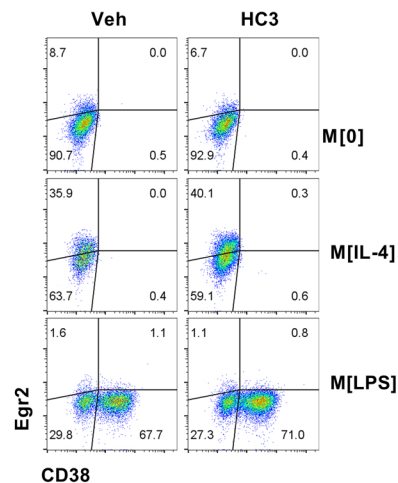 Veh HC3
8.7 0.0 6.7 0.0
M[0]
90.7 0.5 92.9 0.4
35.9 0.0 40.1 0.3
M[IL-4]
63.7 0.4 59.1 0.6
1.6 1.1 1.1 0.8
M[LPS]
Egr2
29.8 67.7 27.3 71.0
CD38